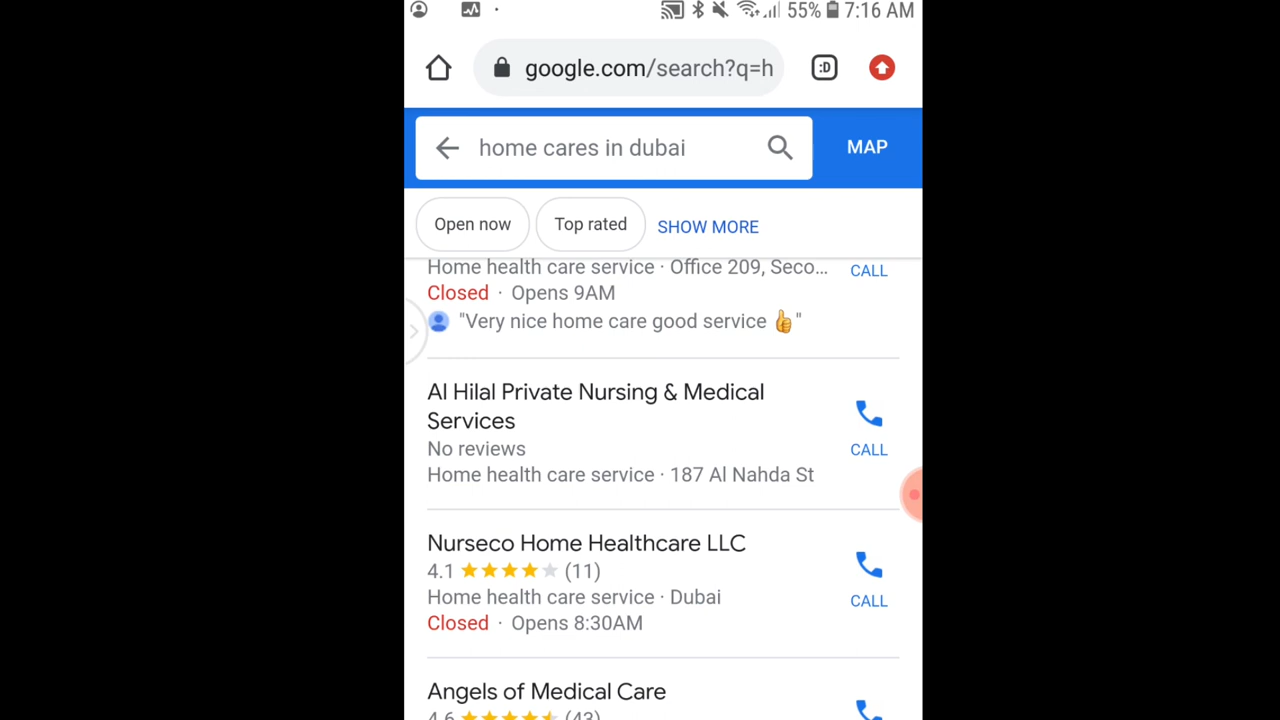 55% 7:16 AM
google.com/search?q=h
:D
home cares in dubai
MAP
Open now
Top rated
SHOW MORE
Home health care service · Office 209, Seco...
CALL
Closed · Opens 9AM
"Very nice home care good service 👍"
Al Hilal Private Nursing & Medical
Services
No reviews
CALL
Home health care service · 187 Al Nahda St
Nurseco Home Healthcare LLC
4.1 (11)
Home health care service · Dubai
CALL
Closed · Opens 8:30AM
Angels of Medical Care
4.6 (43)